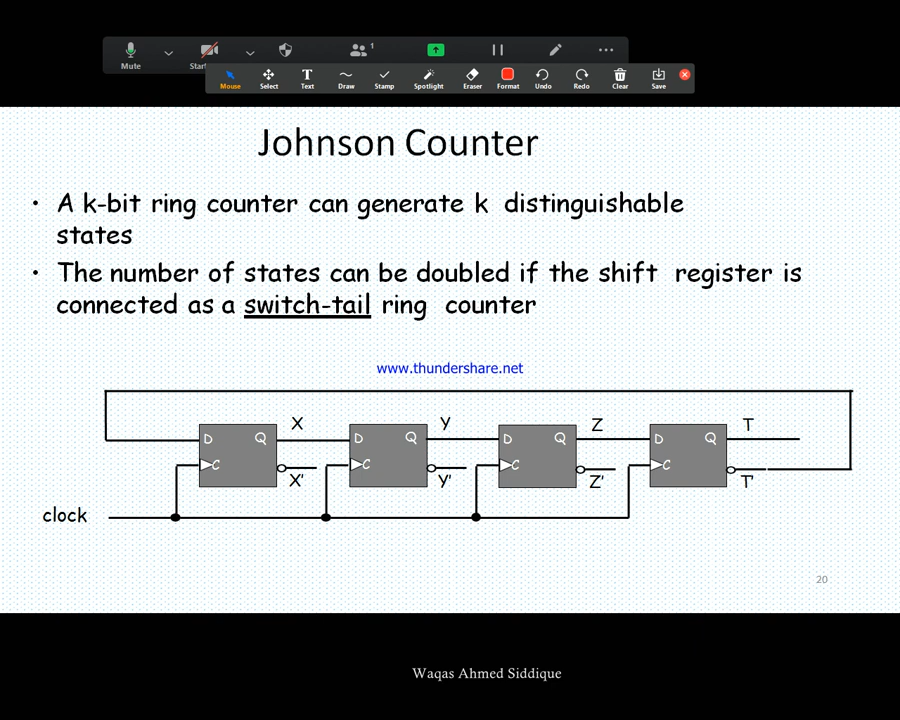 Mute
Start
1
Mouse Select Text Draw Stamp Spotlight Eraser Format Undo Redo Clear Save
Johnson Counter
• A k-bit ring counter can generate k distinguishable
states
• The number of states can be doubled if the shift register is
connected as a switch-tail ring counter
www.thundershare.net
X Y Z T
D Q D Q D Q D Q
C C C C
X' Y' Z' T'
clock
20
Waqas Ahmed Siddique